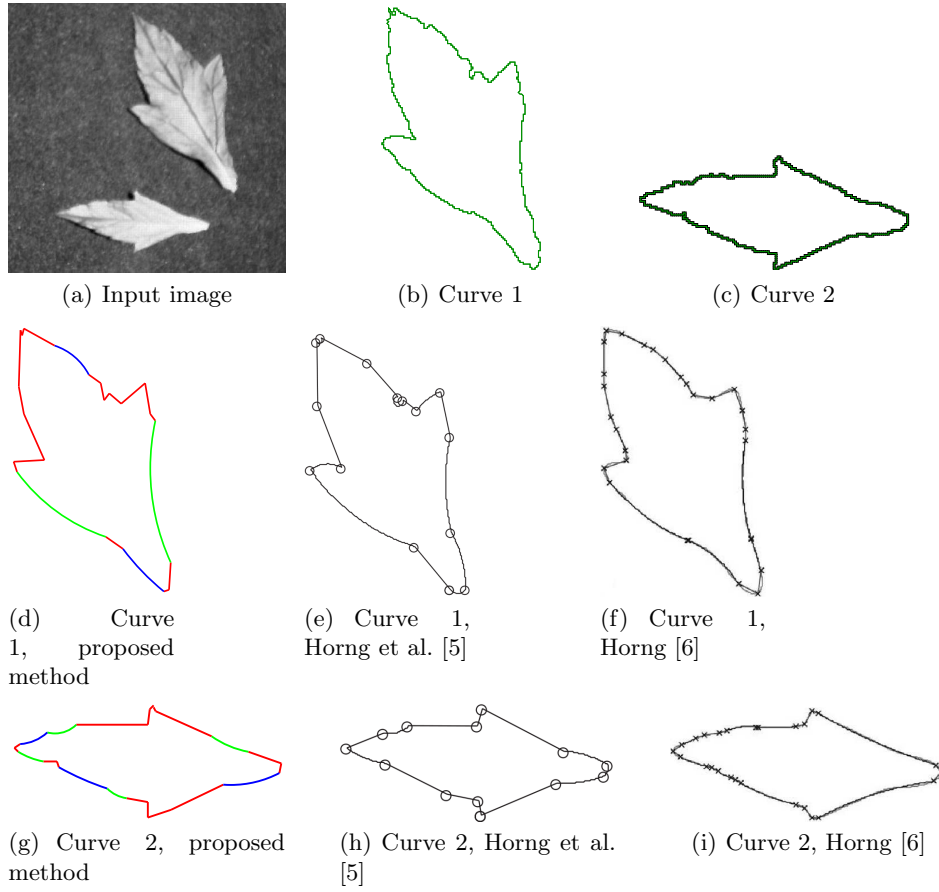 (a) Input image
(b) Curve 1
(c) Curve 2
(d) Curve
1, proposed
method
(e) Curve 1,
Horng et al. [5]
(f) Curve 1,
Horng [6]
(g) Curve 2, proposed
method
(h) Curve 2, Horng et al.
[5]
(i) Curve 2, Horng [6]